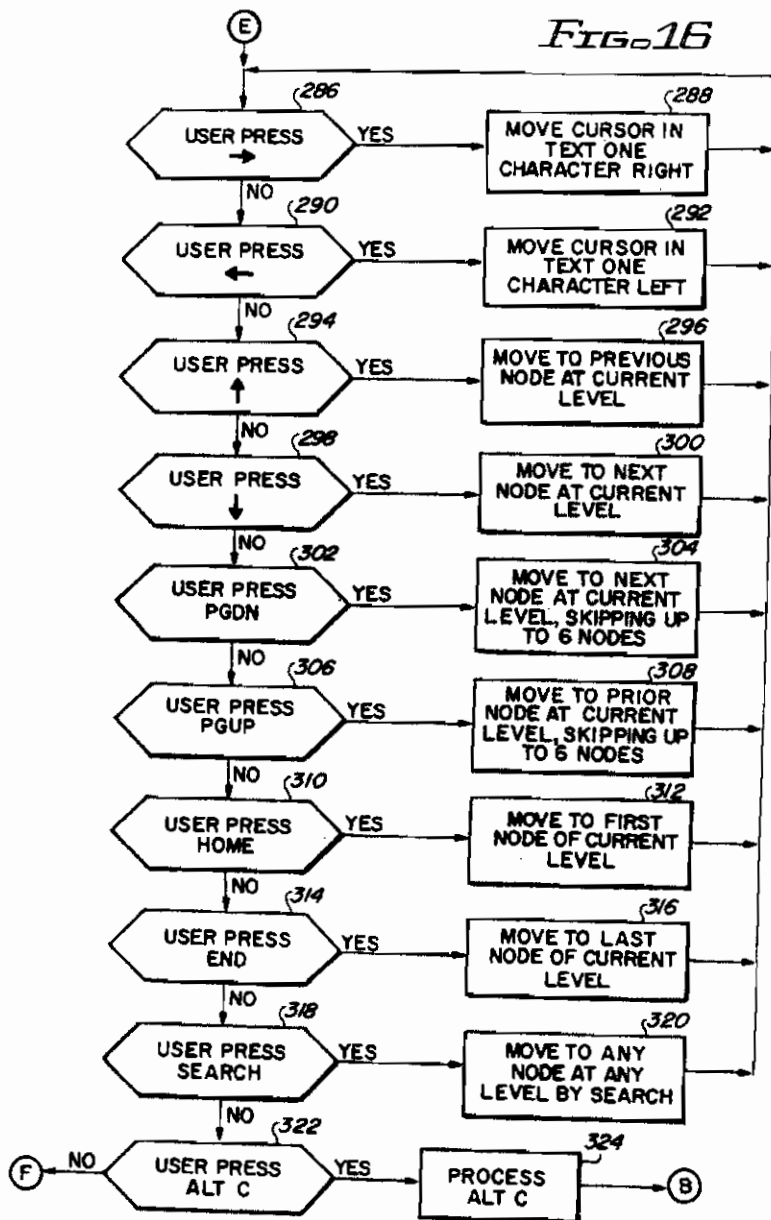 E
FIG. 16
286
USER PRESS
→
YES
288
MOVE CURSOR IN
TEXT ONE
CHARACTER RIGHT
NO
290
USER PRESS
←
YES
292
MOVE CURSOR IN
TEXT ONE
CHARACTER LEFT
NO
294
USER PRESS
↑
YES
296
MOVE TO PREVIOUS
NODE AT CURRENT
LEVEL
NO
298
USER PRESS
↓
YES
300
MOVE TO NEXT
NODE AT CURRENT
LEVEL
NO
302
USER PRESS
PGDN
YES
304
MOVE TO NEXT
NODE AT CURRENT
LEVEL, SKIPPING UP
TO 6 NODES
NO
306
USER PRESS
PGUP
YES
308
MOVE TO PRIOR
NODE AT CURRENT
LEVEL, SKIPPING UP
TO 6 NODES
NO
310
USER PRESS
HOME
YES
312
MOVE TO FIRST
NODE OF CURRENT
LEVEL
NO
314
USER PRESS
END
YES
316
MOVE TO LAST
NODE OF CURRENT
LEVEL
NO
318
USER PRESS
SEARCH
YES
320
MOVE TO ANY
NODE AT ANY
LEVEL BY SEARCH
NO
322
F
NO
USER PRESS
ALT C
YES
324
PROCESS
ALT C
B